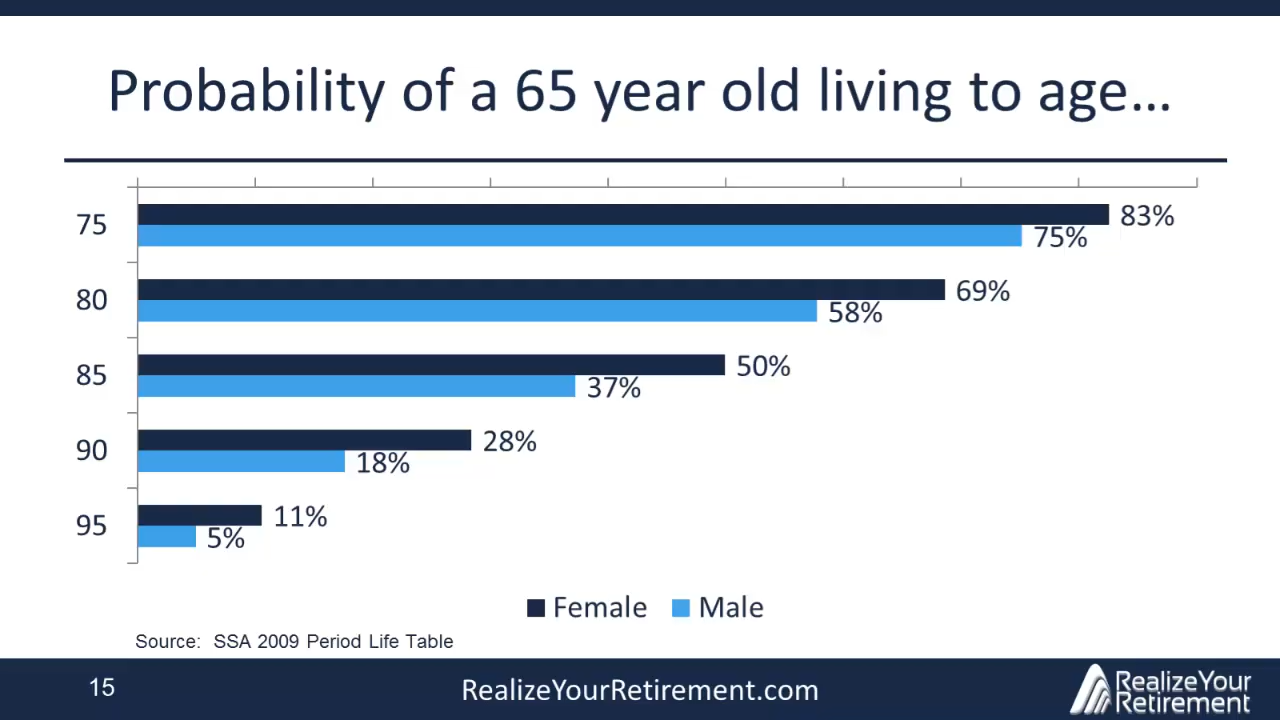 Probability of a 65 year old living to age...
75
83%
75%
80
69%
58%
85
50%
37%
90
28%
18%
95
11%
5%
Female Male
Source: SSA 2009 Period Life Table
15
RealizeYourRetirement.com
RealizeYour
Retirement